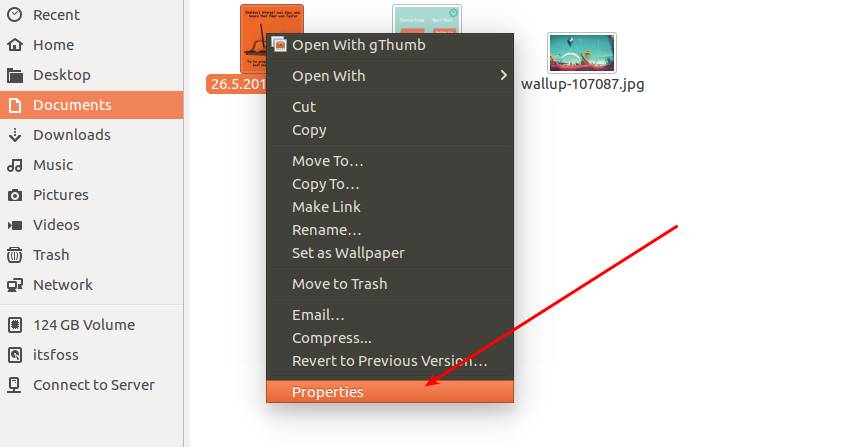 Recent
Home
Desktop
Documents
Downloads
Music
Pictures
Videos
Trash
Network
124 GB Volume
itsfoss
Connect to Server
26.5.201
wallup-107087.jpg
Open With gThumb
Open With
Cut
Copy
Move To…
Copy To…
Make Link
Rename…
Set as Wallpaper
Move to Trash
Email…
Compress...
Revert to Previous Version…
Properties